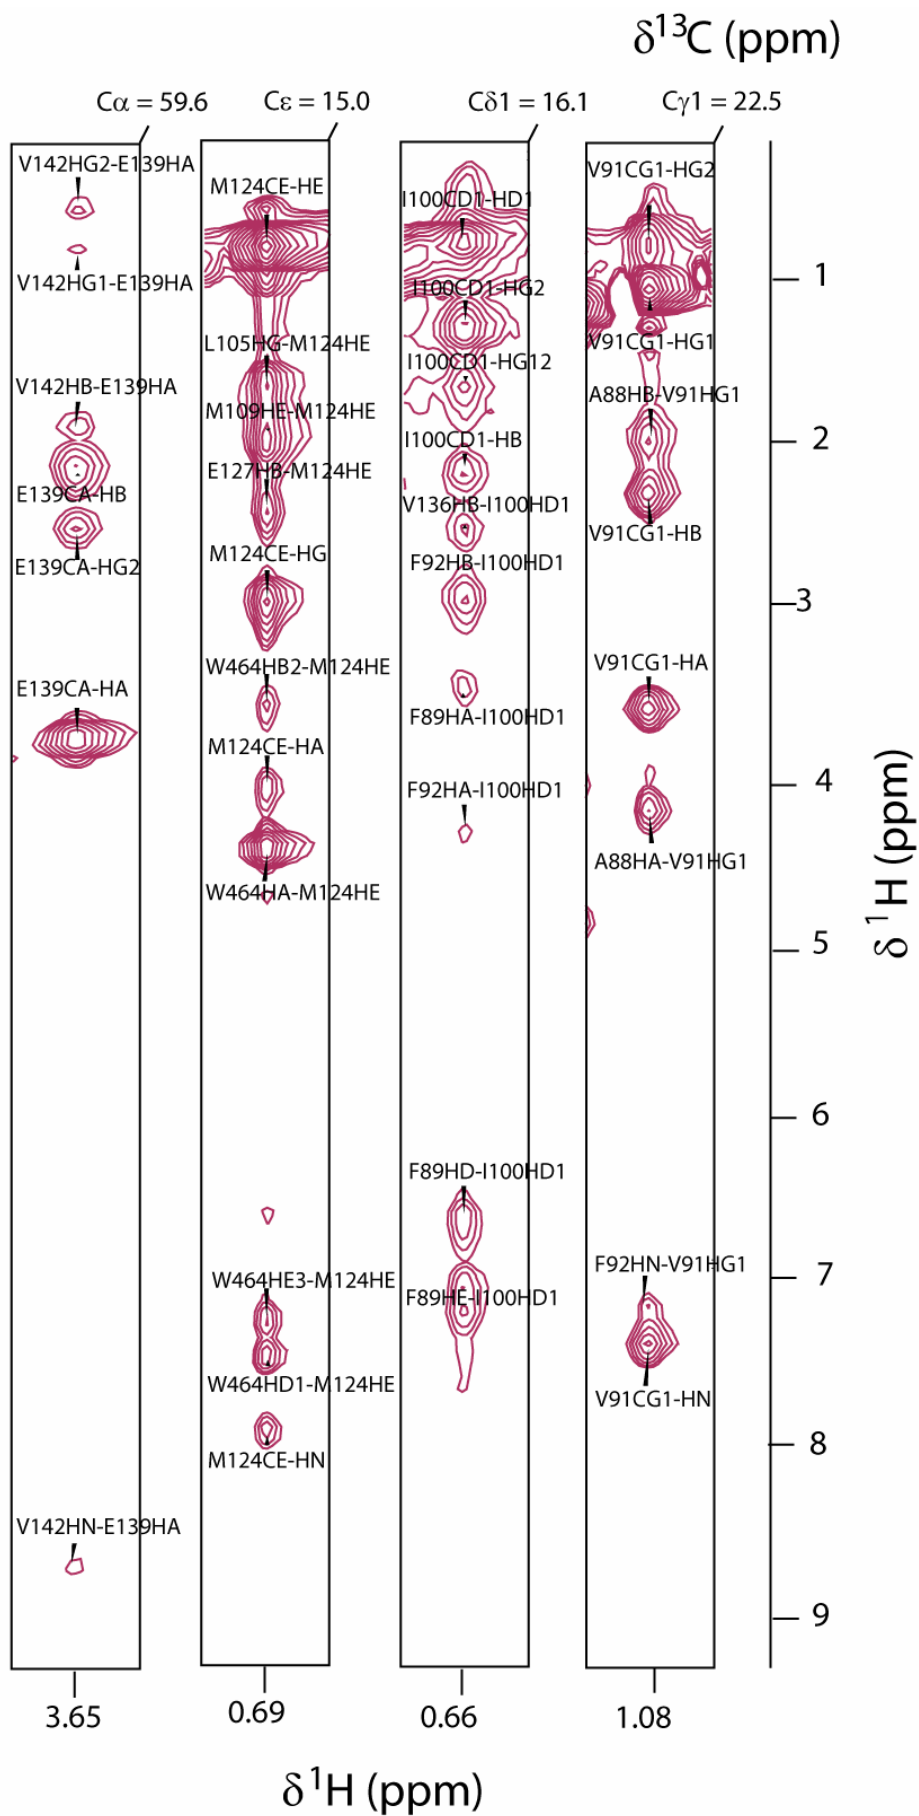 δ¹³C (ppm)
Cα = 59.6
Cε = 15.0
Cδ1 = 16.1
Cγ1 = 22.5
V142HG2-E139HA
V142HG1-E139HA
V142HB-E139HA
E139CA-HB
E139CA-HG2
E139CA-HA
V142HN-E139HA
3.65
M124CE-HE
L105HG-M124HE
M109HE-M124HE
E127HB-M124HE
M124CE-HG
W464HB2-M124HE
M124CE-HA
W464HA-M124HE
W464HE3-M124HE
W464HD1-M124HE
M124CE-HN
0.69
I100CD1-HD1
I100CD1-HG2
I100CD1-HG12
I100CD1-HB
V136HB-I100HD1
F92HB-I100HD1
F89HA-I100HD1
F92HA-I100HD1
F89HD-I100HD1
F89HE-I100HD1
0.66
V91CG1-HG2
V91CG1-HG1
A88HB-V91HG1
V91CG1-HB
V91CG1-HA
A88HA-V91HG1
F92HN-V91HG1
V91CG1-HN
1.08
1
2
3
4
5
6
7
8
9
δ ¹H (ppm)
δ ¹H (ppm)